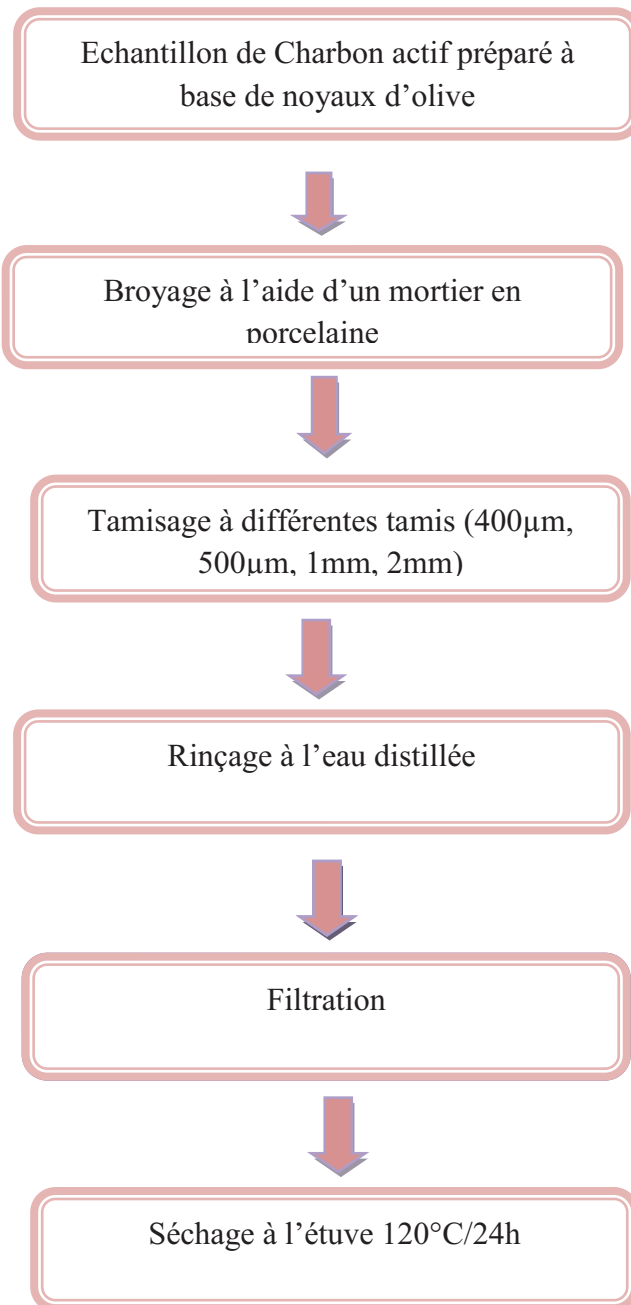 Echantillon de Charbon actif préparé à
base de noyaux d’olive
Broyage à l’aide d’un mortier en
porcelaine
Tamisage à différentes tamis (400µm,
500µm, 1mm, 2mm)
Rinçage à l’eau distillée
Filtration
Séchage à l’étuve 120°C/24h